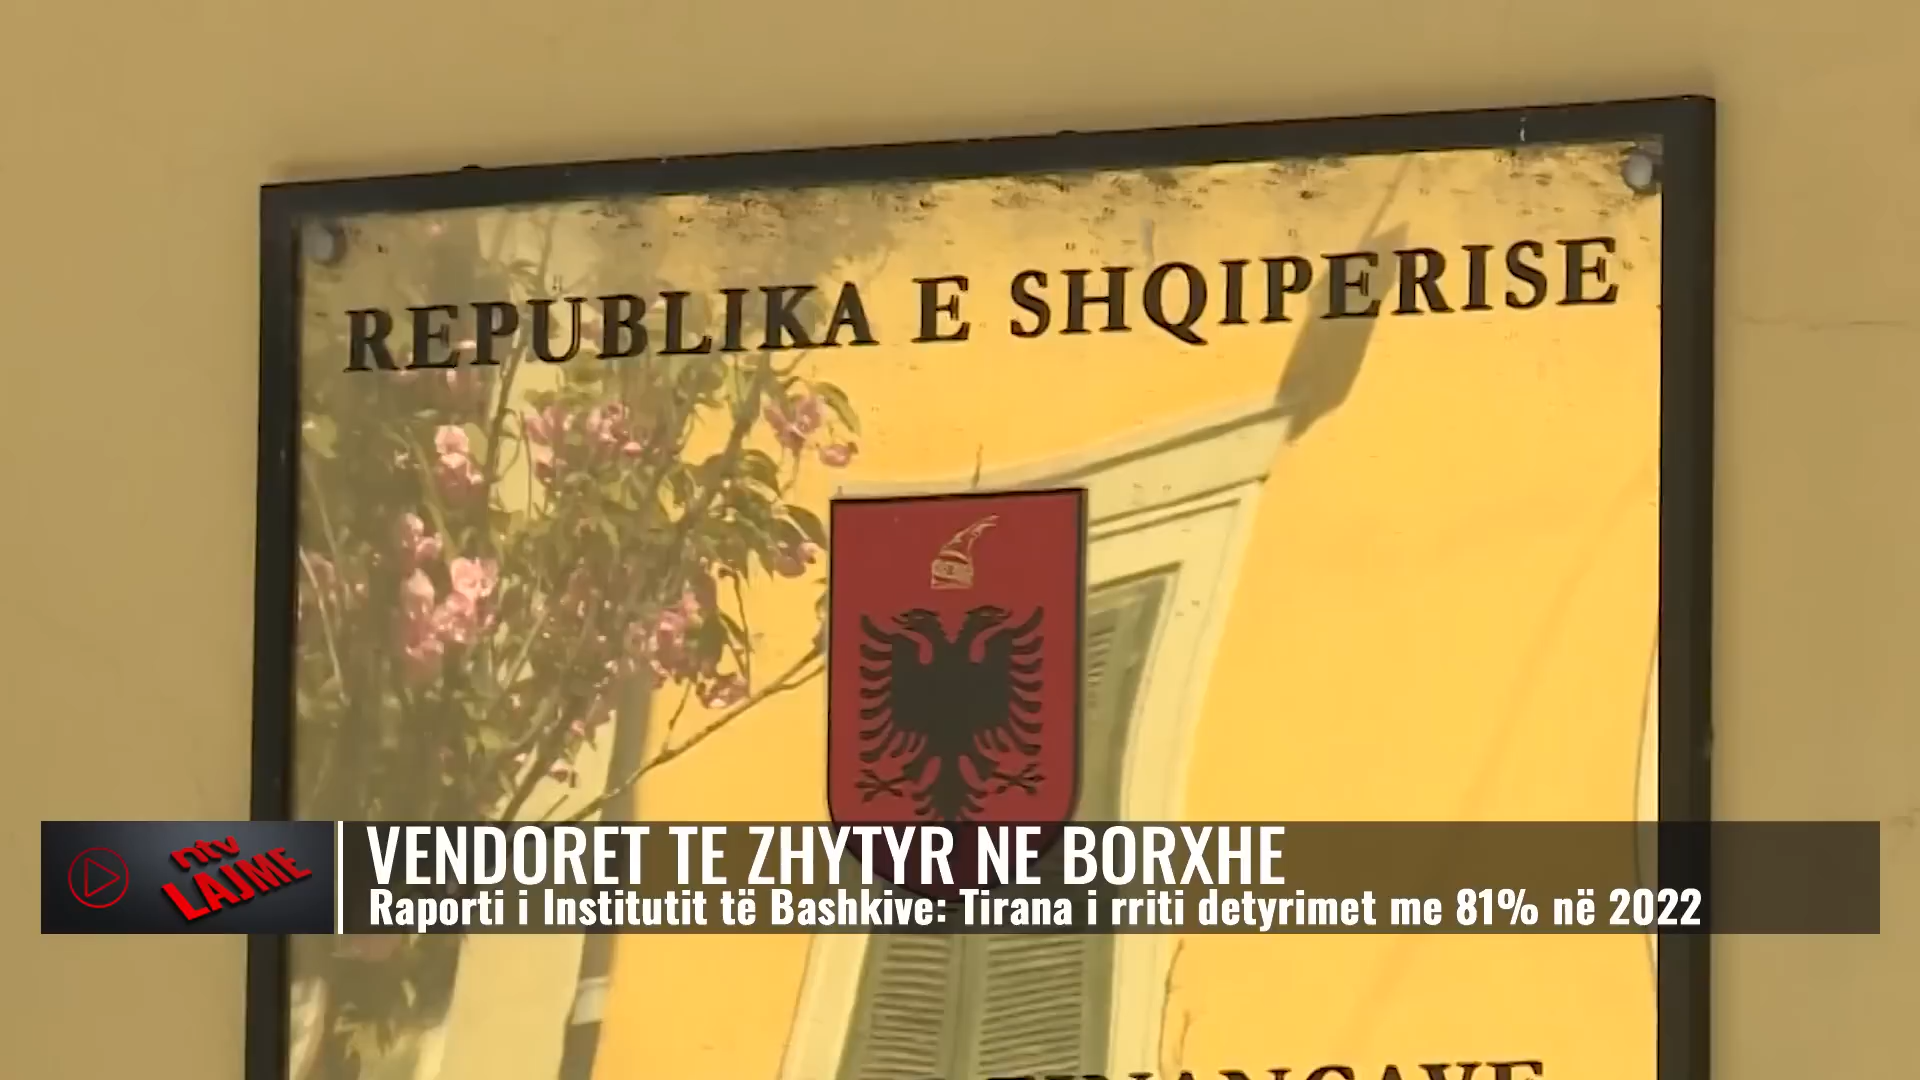 REPUBLIKA E SHQIPERISE
ntv
LAJME
VENDORET TE ZHYTYR NE BORXHE
Raporti i Institutit të Bashkive: Tirana i rriti detyrimet me 81% në 2022